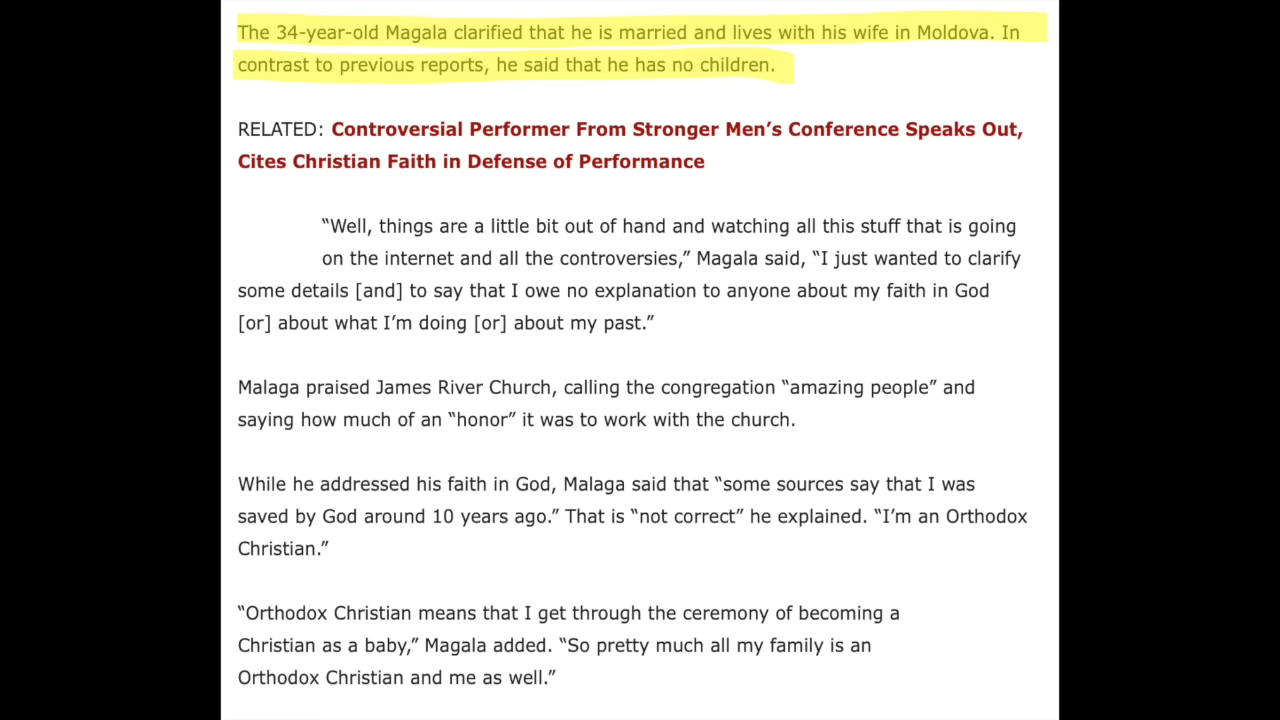 The 34-year-old Magala clarified that he is married and lives with his wife in Moldova. In
contrast to previous reports, he said that he has no children.
RELATED: Controversial Performer From Stronger Men’s Conference Speaks Out,
Cites Christian Faith in Defense of Performance
“Well, things are a little bit out of hand and watching all this stuff that is going
on the internet and all the controversies,” Magala said, “I just wanted to clarify
some details [and] to say that I owe no explanation to anyone about my faith in God
[or] about what I’m doing [or] about my past.”
Malaga praised James River Church, calling the congregation “amazing people” and
saying how much of an “honor” it was to work with the church.
While he addressed his faith in God, Malaga said that “some sources say that I was
saved by God around 10 years ago.” That is “not correct” he explained. “I’m an Orthodox
Christian.”
“Orthodox Christian means that I get through the ceremony of becoming a
Christian as a baby,” Magala added. “So pretty much all my family is an
Orthodox Christian and me as well.”